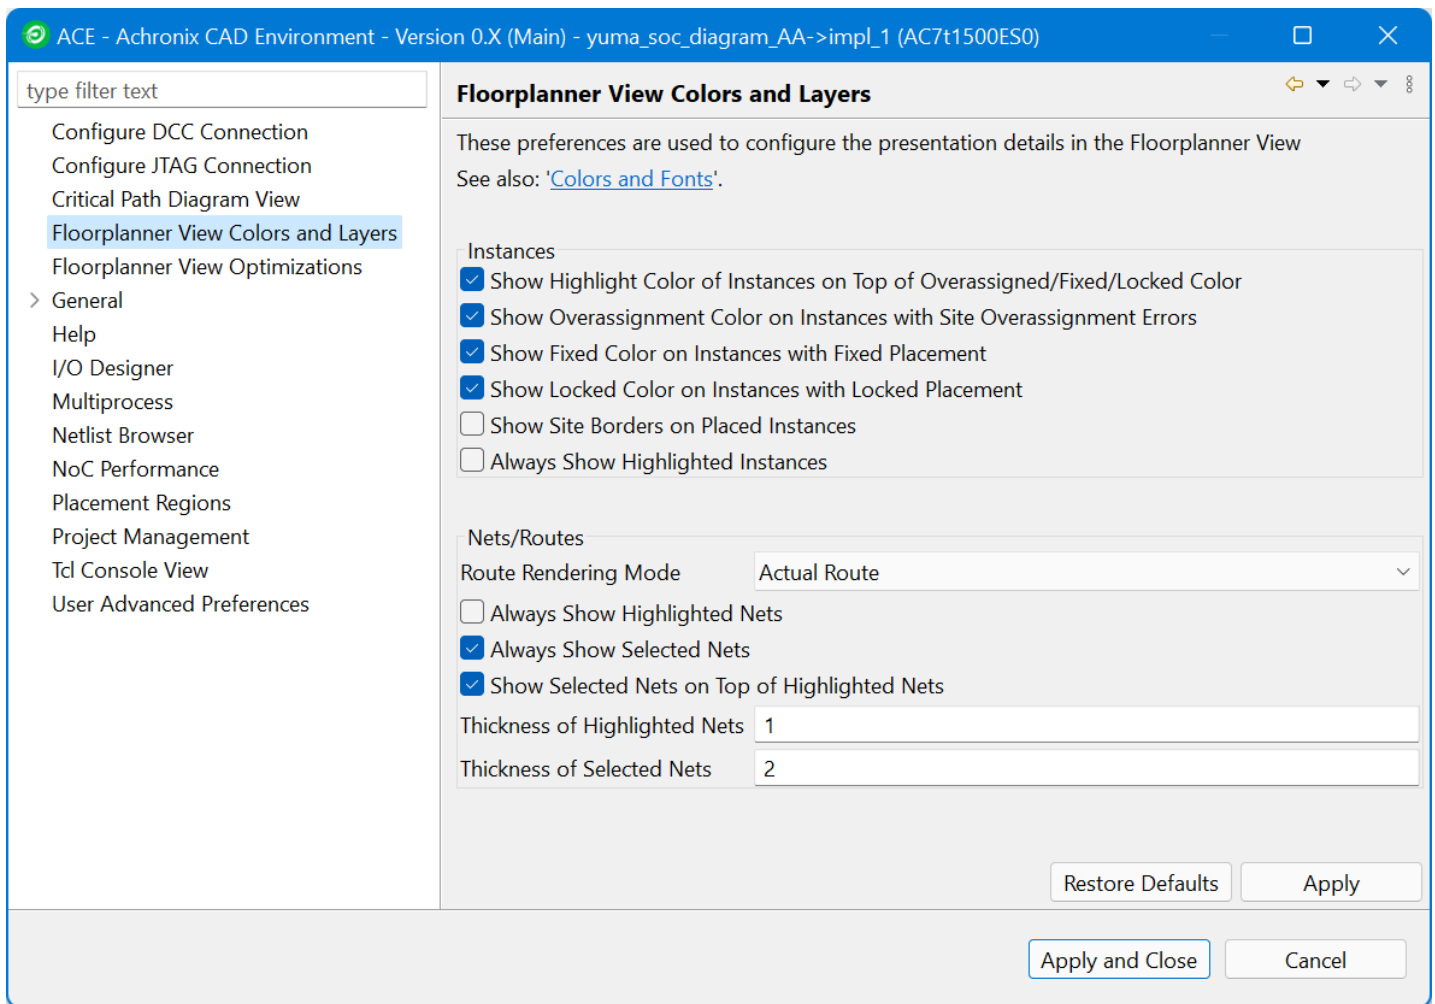 ACE - Achronix CAD Environment - Version 0.X (Main) - yuma_soc_diagram_AA->impl_1 (AC7t1500ES0)
type filter text
Configure DCC Connection
Configure JTAG Connection
Critical Path Diagram View
Floorplanner View Colors and Layers
Floorplanner View Optimizations
General
Help
I/O Designer
Multiprocess
Netlist Browser
NoC Performance
Placement Regions
Project Management
Tcl Console View
User Advanced Preferences
Floorplanner View Colors and Layers
These preferences are used to configure the presentation details in the Floorplanner View
See also: 'Colors and Fonts'.
Instances
Show Highlight Color of Instances on Top of Overassigned/Fixed/Locked Color
Show Overassignment Color on Instances with Site Overassignment Errors
Show Fixed Color on Instances with Fixed Placement
Show Locked Color on Instances with Locked Placement
Show Site Borders on Placed Instances
Always Show Highlighted Instances
Nets/Routes
Route Rendering Mode Actual Route
Always Show Highlighted Nets
Always Show Selected Nets
Show Selected Nets on Top of Highlighted Nets
Thickness of Highlighted Nets 1
Thickness of Selected Nets 2
Restore Defaults Apply
Apply and Close Cancel